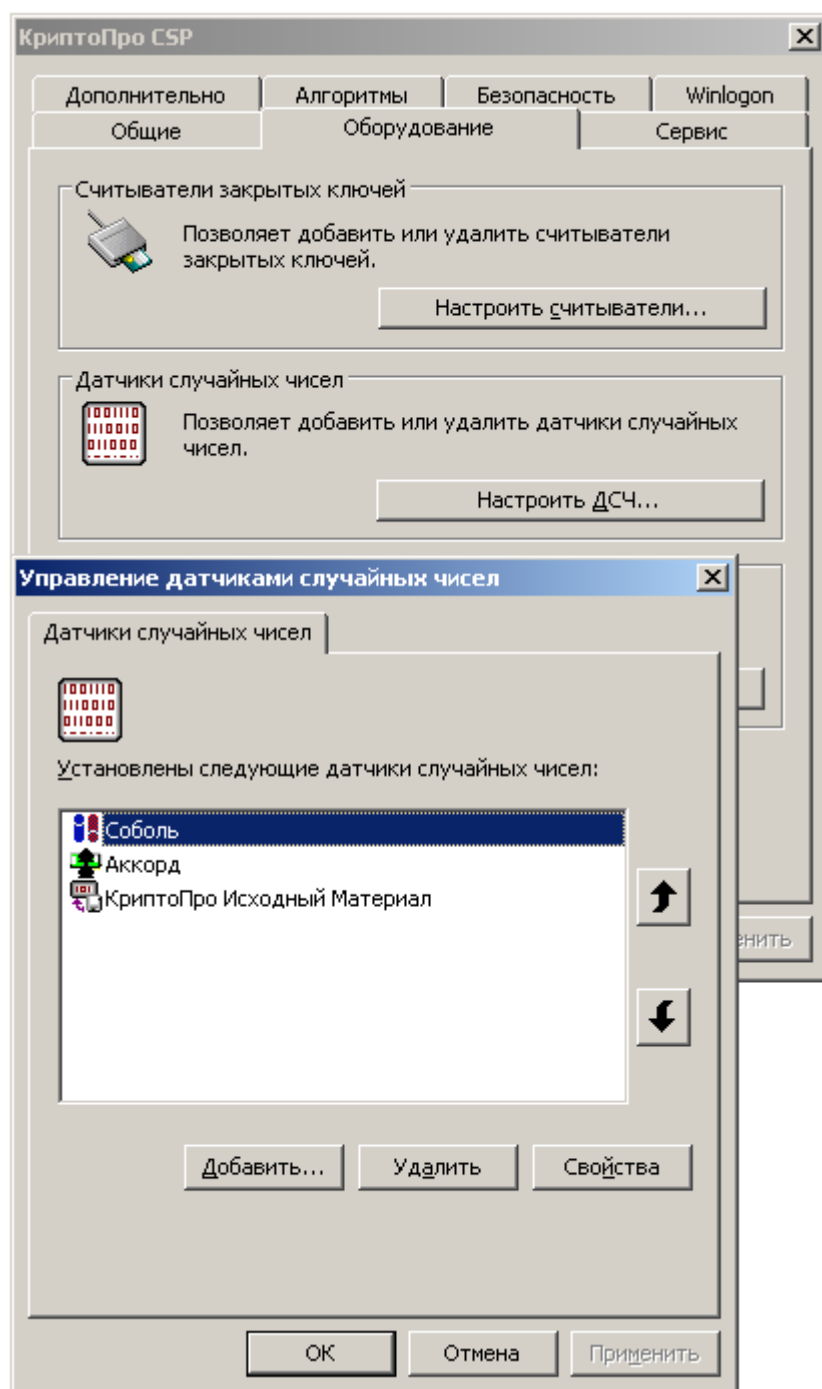 КриптоПро CSP
Дополнительно Алгоритмы Безопасность Winlogon
Общие Оборудование Сервис
Считыватели закрытых ключей
Позволяет добавить или удалить считыватели
закрытых ключей.
Настроить считыватели...
Датчики случайных чисел
Позволяет добавить или удалить датчики случайных
чисел.
Настроить ДСЧ...
Управление датчиками случайных чисел
Датчики случайных чисел
Установлены следующие датчики случайных чисел:
Соболь
Аккорд
КриптоПро Исходный Материал
Добавить... Удалить Свойства
ОК Отмена Применить